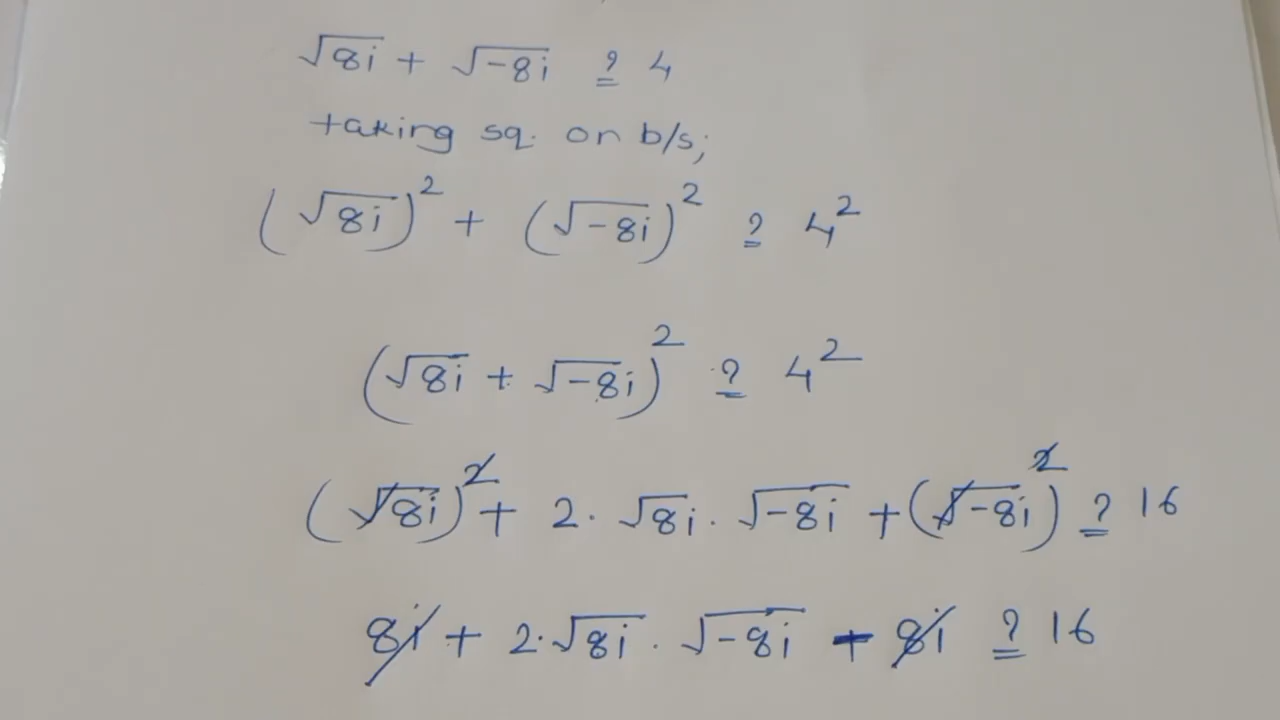 √8i + √-8i ≟ 4
taking sq. on b/s;
(√8i)² + (√-8i)² ≟ 4²
(√8i + √-8i)² ≟ 4²
(√8i)² + 2. √8i . √-8i + (√-8i)² ≟ 16
8i + 2.√8i . √-8i - 8i ≟ 16